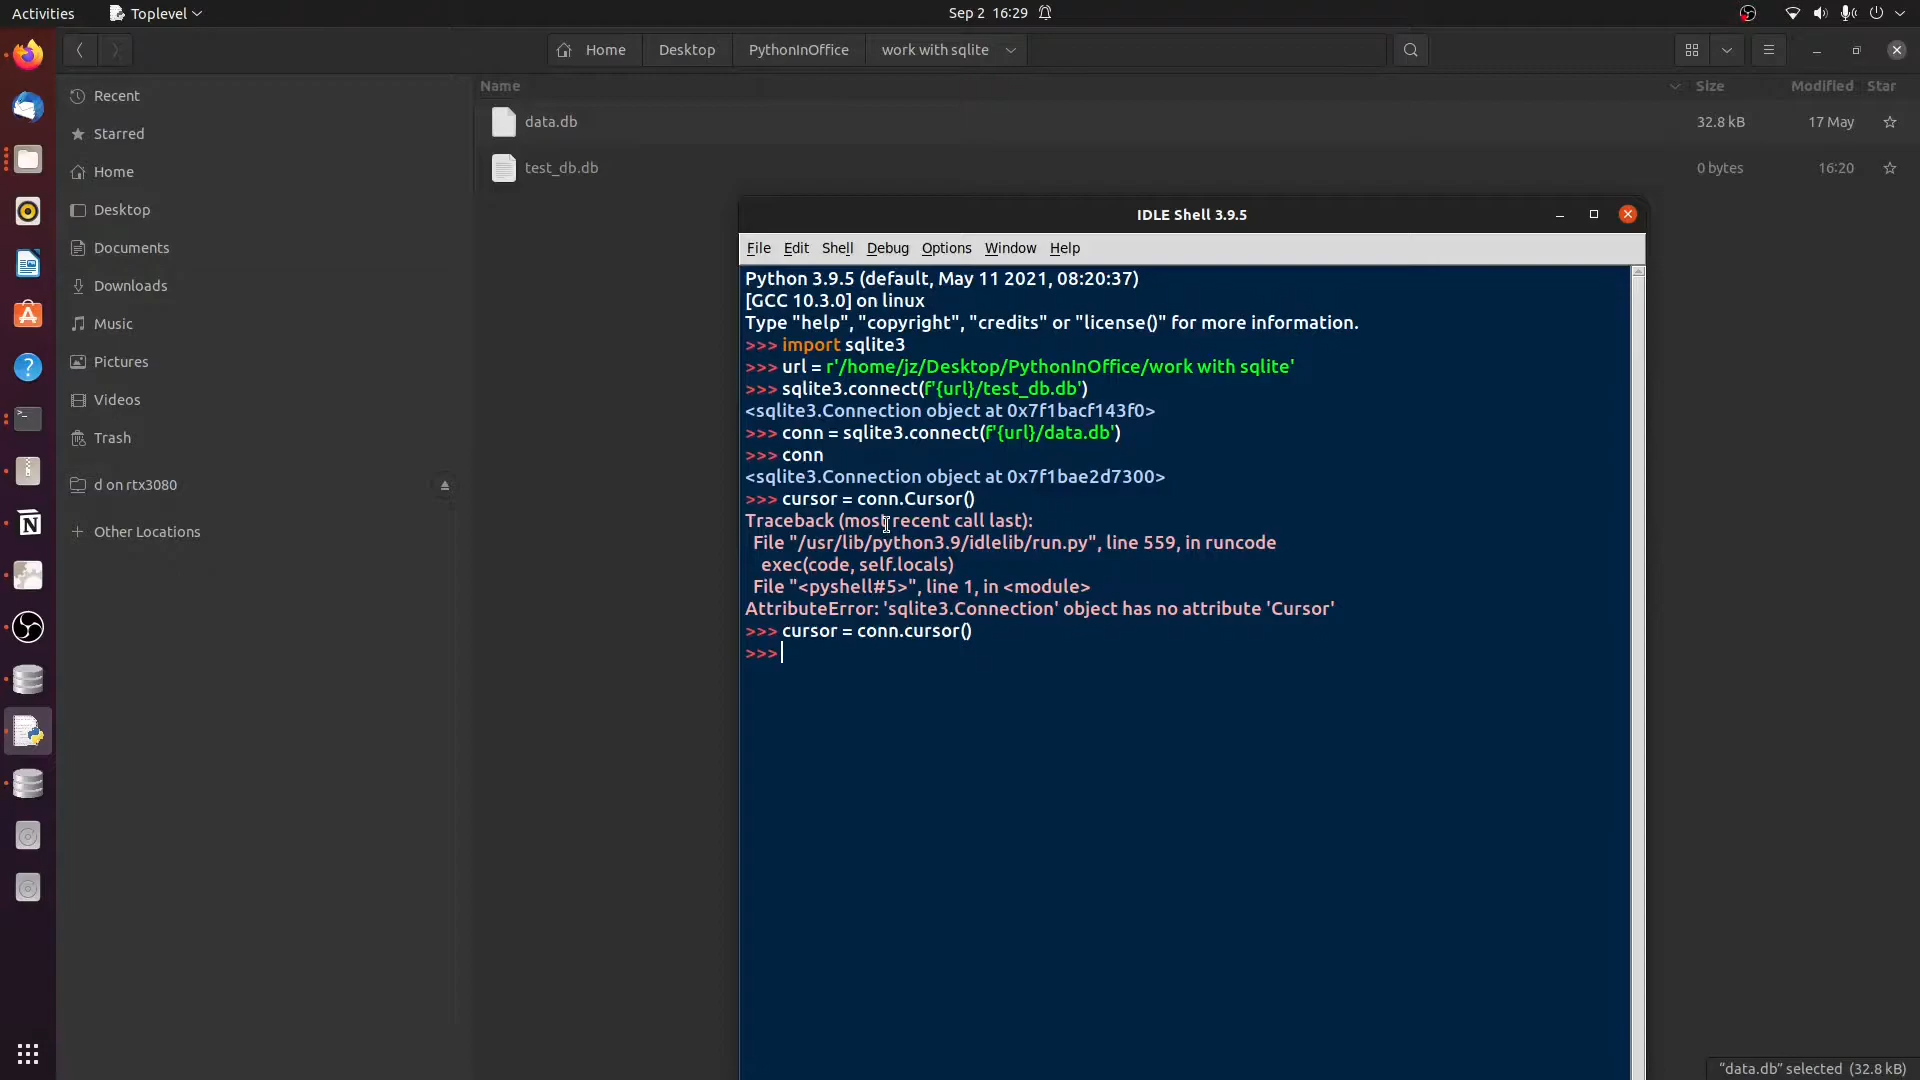 Activities
Toplevel
Sep 2 16:29
Home
Desktop
PythonInOffice
work with sqlite
Recent
Starred
Home
Desktop
Documents
Downloads
Music
Pictures
Videos
Trash
d on rtx3080
Other Locations
Name
Size
Modified
Star
data.db
32.8 kB
17 May
test_db.db
0 bytes
16:20
IDLE Shell 3.9.5
File Edit Shell Debug Options Window Help
Python 3.9.5 (default, May 11 2021, 08:20:37)
[GCC 10.3.0] on linux
Type "help", "copyright", "credits" or "license()" for more information.
>>> import sqlite3
>>> url = r'/home/jz/Desktop/PythonInOffice/work with sqlite'
>>> sqlite3.connect(f'{url}/test_db.db')
<sqlite3.Connection object at 0x7f1bacf143f0>
>>> conn = sqlite3.connect(f'{url}/data.db')
>>> conn
<sqlite3.Connection object at 0x7f1bae2d7300>
>>> cursor = conn.Cursor()
Traceback (most recent call last):
File "/usr/lib/python3.9/idlelib/run.py", line 559, in runcode
exec(code, self.locals)
File "<pyshell#5>", line 1, in <module>
AttributeError: 'sqlite3.Connection' object has no attribute 'Cursor'
>>> cursor = conn.cursor()
>>>
"data.db" selected (32.8 kB)